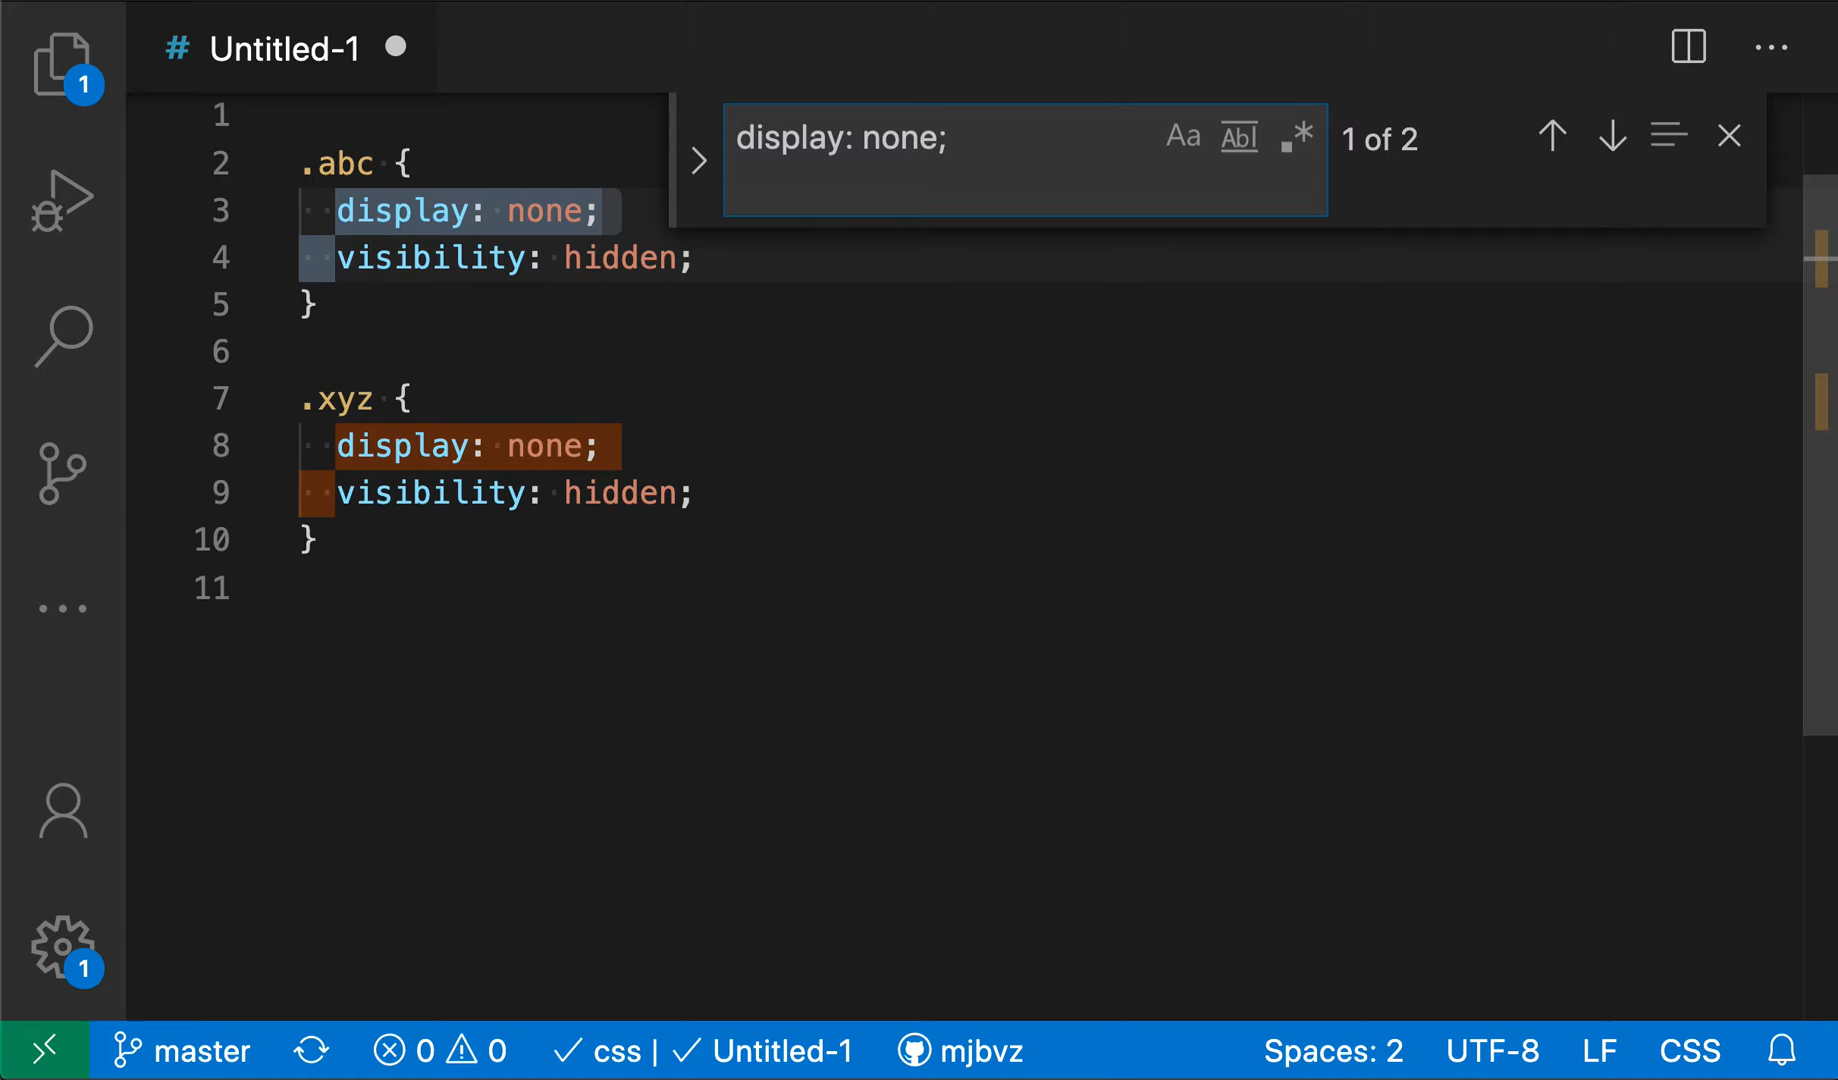 # Untitled-1
display: none;
Aa Abl .* 1 of 2
1
1
2 .abc {
3 display: none;
4 visibility: hidden;
5 }
6
7 .xyz {
8 display: none;
9 visibility: hidden;
10 }
11
1
master 0 0 css | Untitled-1 mjbvz Spaces: 2 UTF-8 LF CSS